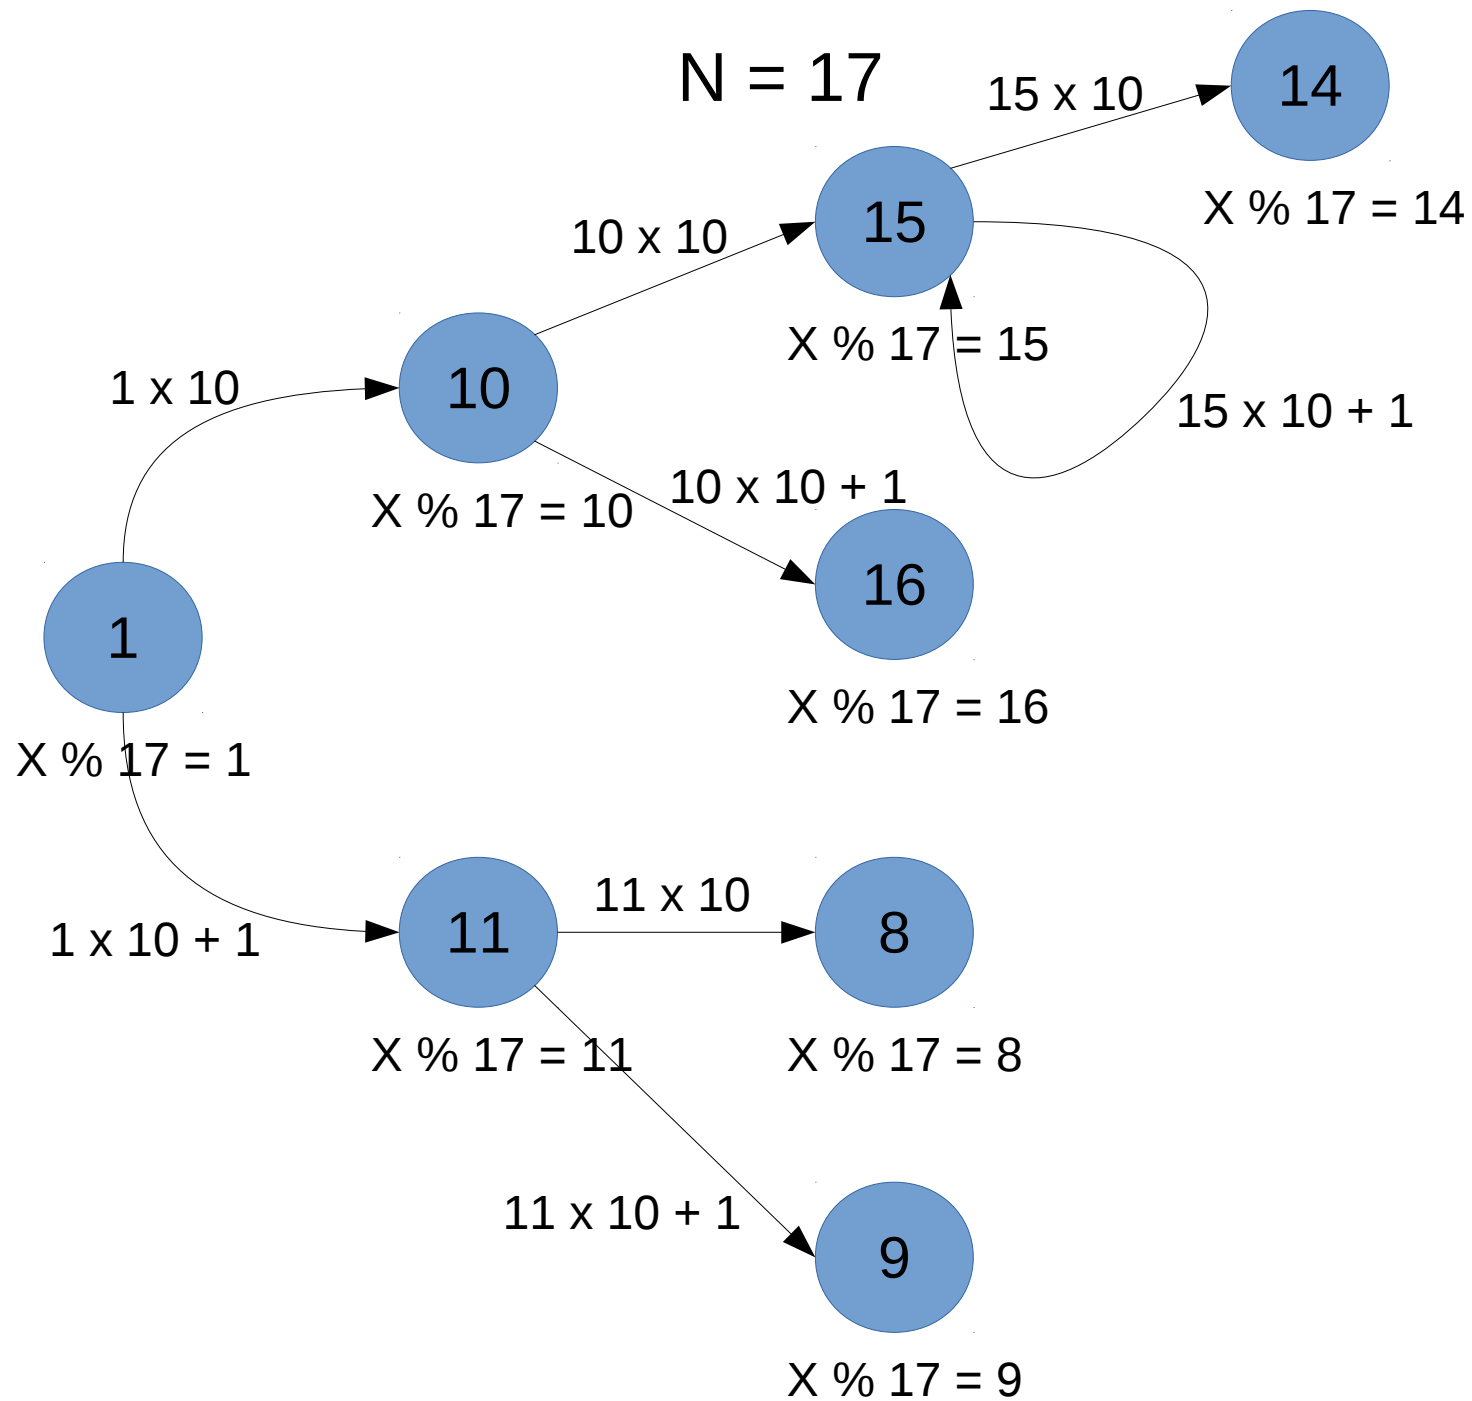 N = 17
14
15 x 10
X % 17 = 14
15
10 x 10
X % 17 = 15
10
1 x 10
15 x 10 + 1
10 x 10 + 1
X % 17 = 10
16
1
X % 17 = 16
X % 17 = 1
11 x 10
11
8
1 x 10 + 1
X % 17 = 11
X % 17 = 8
11 x 10 + 1
9
X % 17 = 9